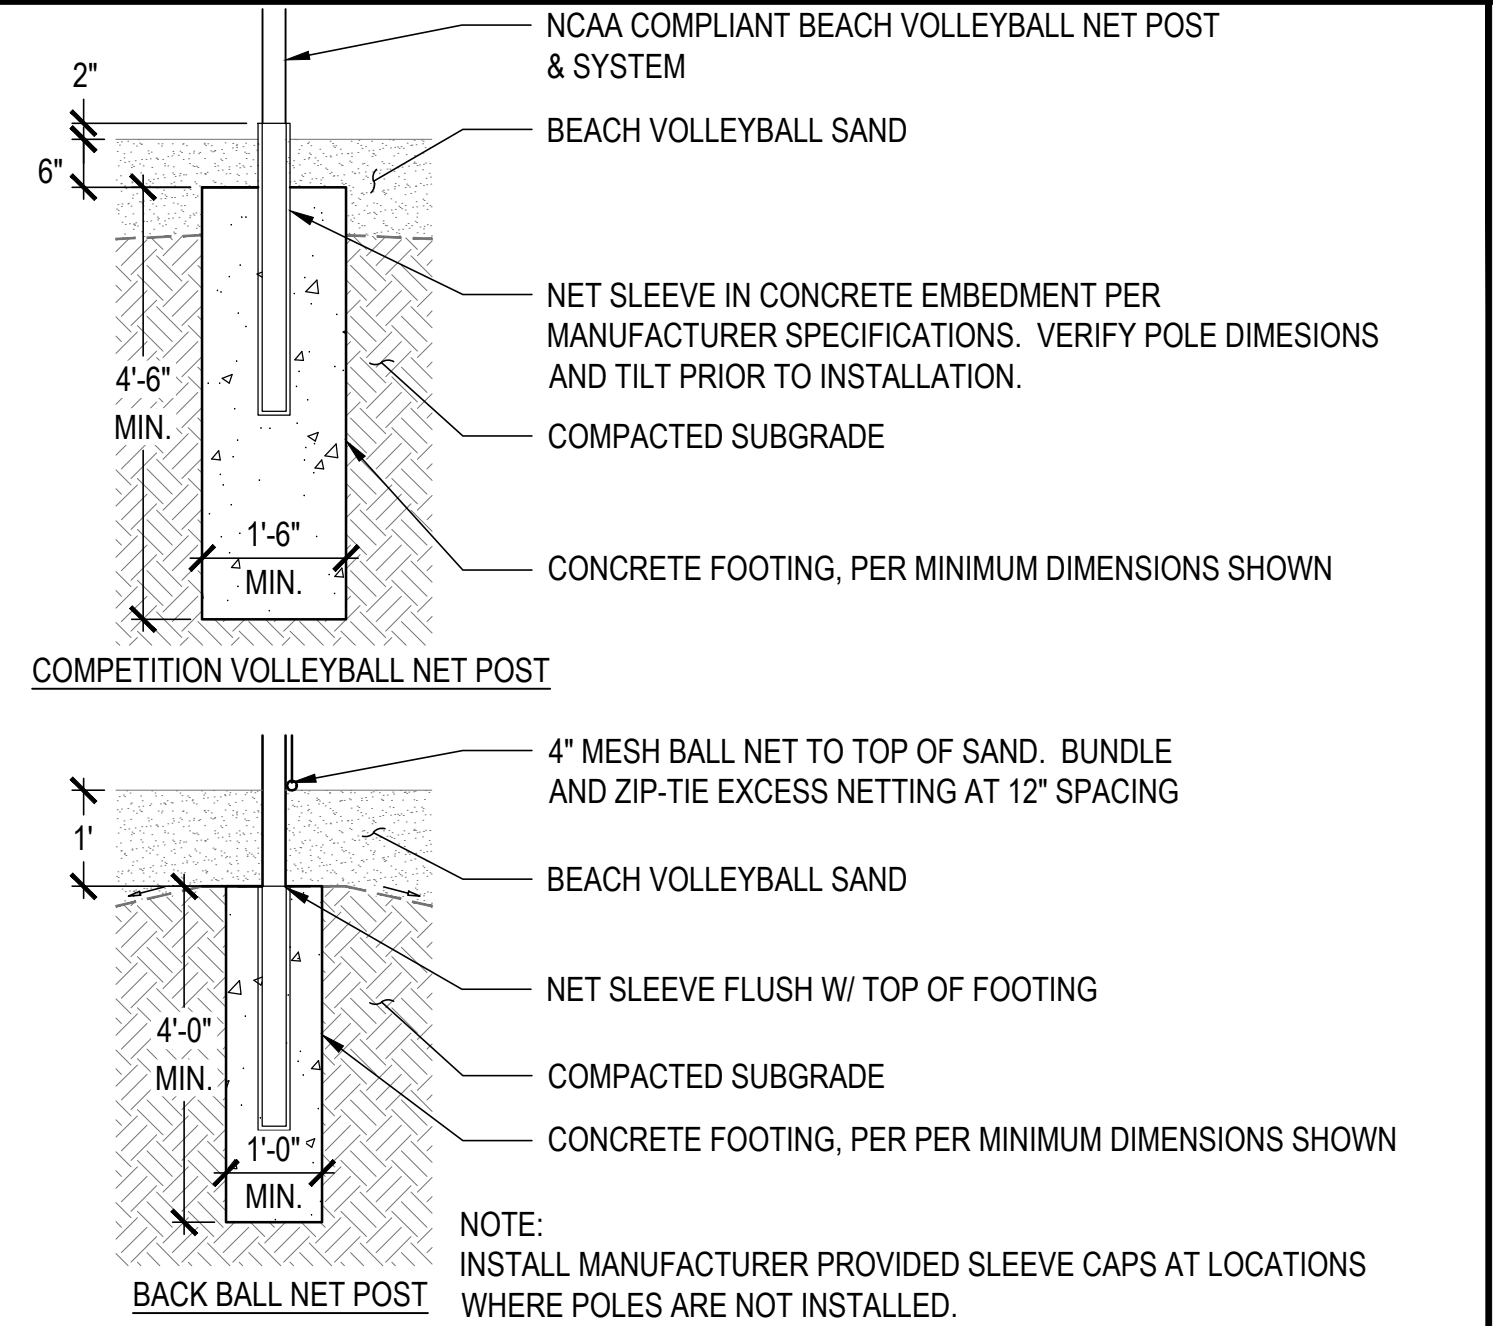 NCAA COMPLIANT BEACH VOLLEYBALL NET POST
& SYSTEM
2"
BEACH VOLLEYBALL SAND
6"
NET SLEEVE IN CONCRETE EMBEDMENT PER
MANUFACTURER SPECIFICATIONS. VERIFY POLE DIMESIONS
AND TILT PRIOR TO INSTALLATION.
4'-6"
MIN.
COMPACTED SUBGRADE
1'-6"
MIN.
CONCRETE FOOTING, PER MINIMUM DIMENSIONS SHOWN
COMPETITION VOLLEYBALL NET POST
4" MESH BALL NET TO TOP OF SAND. BUNDLE
AND ZIP-TIE EXCESS NETTING AT 12" SPACING
1'
BEACH VOLLEYBALL SAND
NET SLEEVE FLUSH W/ TOP OF FOOTING
4'-0"
MIN.
COMPACTED SUBGRADE
CONCRETE FOOTING, PER PER MINIMUM DIMENSIONS SHOWN
1'-0"
MIN.
BACK BALL NET POST
NOTE:
INSTALL MANUFACTURER PROVIDED SLEEVE CAPS AT LOCATIONS
WHERE POLES ARE NOT INSTALLED.